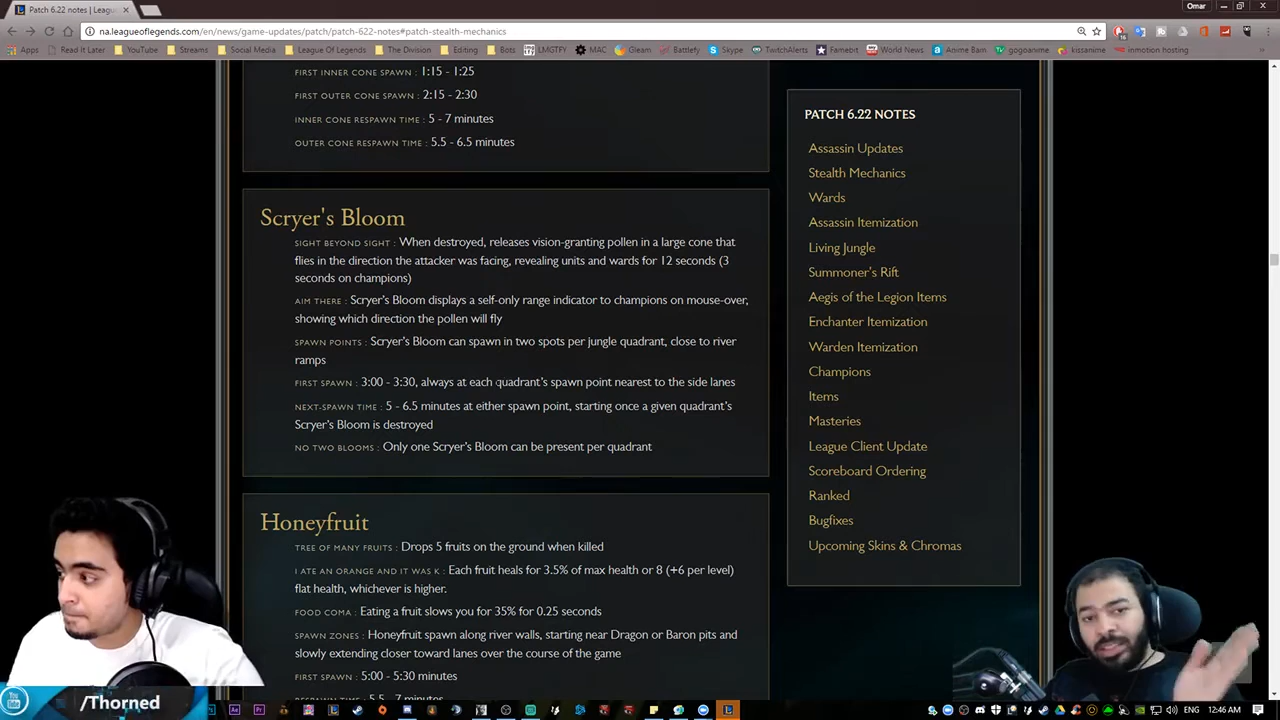 Patch 6.22 notes | Leagu
Omar
na.leagueoflegends.com/en/news/game-updates/patch/patch-622-notes#patch-stealth-mechanics
Apps Read it Later YouTube Streams Social Media League Of Legends The Division Editing Bots LMGTFY MAC Gleam Battlefy Skype TwitchAlerts Famebit World News Anime Bam gogoanime kissanime inmotion hosting
FIRST INNER CONE SPAWN : 1:15 - 1:25
FIRST OUTER CONE SPAWN : 2:15 - 2:30
INNER CONE RESPAWN TIME : 5 - 7 minutes
OUTER CONE RESPAWN TIME : 5.5 - 6.5 minutes
Scryer's Bloom
SIGHT BEYOND SIGHT : When destroyed, releases vision-granting pollen in a large cone that
flies in the direction the attacker was facing, revealing units and wards for 12 seconds (3
seconds on champions)
AIM THERE : Scryer's Bloom displays a self-only range indicator to champions on mouse-over,
showing which direction the pollen will fly
SPAWN POINTS : Scryer's Bloom can spawn in two spots per jungle quadrant, close to river
ramps
FIRST SPAWN : 3:00 - 3:30, always at each quadrant's spawn point nearest to the side lanes
NEXT-SPAWN TIME : 5 - 6.5 minutes at either spawn point, starting once a given quadrant's
Scryer's Bloom is destroyed
NO TWO BLOOMS : Only one Scryer's Bloom can be present per quadrant
Honeyfruit
TREE OF MANY FRUITS : Drops 5 fruits on the ground when killed
I ATE AN ORANGE AND IT WAS K : Each fruit heals for 3.5% of max health or 8 (+6 per level)
flat health, whichever is higher.
FOOD COMA : Eating a fruit slows you for 35% for 0.25 seconds
SPAWN ZONES : Honeyfruit spawn along river walls, starting near Dragon or Baron pits and
slowly extending closer toward lanes over the course of the game
FIRST SPAWN : 5:00 - 5:30 minutes
RESPAWN TIME : 5.5 - 7 minutes
PATCH 6.22 NOTES
Assassin Updates
Stealth Mechanics
Wards
Assassin Itemization
Living Jungle
Summoner's Rift
Aegis of the Legion Items
Enchanter Itemization
Warden Itemization
Champions
Items
Masteries
League Client Update
Scoreboard Ordering
Ranked
Bugfixes
Upcoming Skins & Chromas
You Tube
/Thorned
ENG 12:46 AM